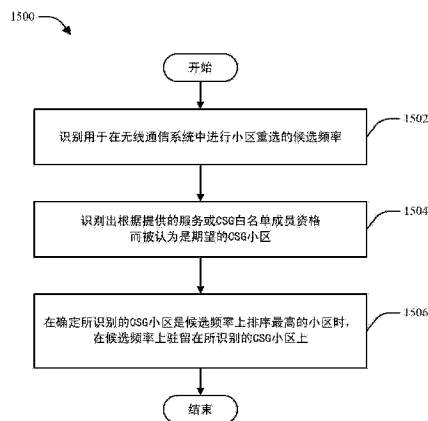 1500
开始
识别用于在无线通信系统中进行小区重选的候选频率
1502
识别出根据提供的服务或CSG白名单成员资格
而被认为是期望的CSG小区
1504
在确定所识别的CSG小区是候选频率上排序最高的小区时，
在候选频率上驻留在所识别的CSG小区上
1506
结束